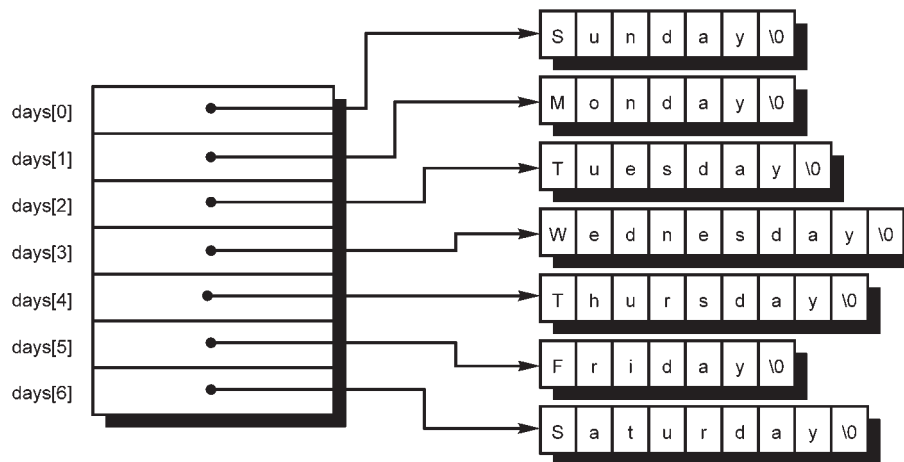 days[0]
days[1]
days[2]
days[3]
days[4]
days[5]
days[6]
S u n d a y \0
M o n d a y \0
T u e s d a y \0
W e d n e s d a y \0
T h u r s d a y \0
F r i d a y \0
S a t u r d a y \0